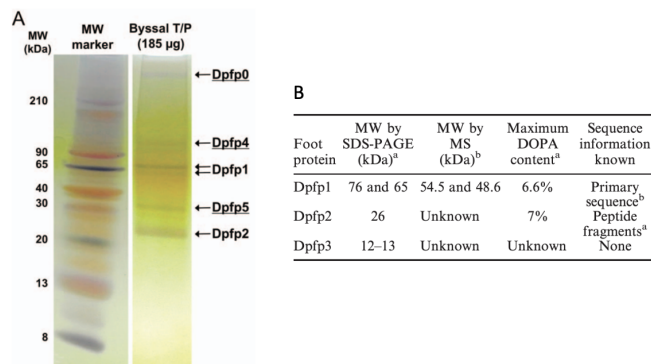 A
MW
(kDa)
MW
marker
Byssal T/P
(185 µg)
210
90
65
40
30
20
13
8
←Dpfp0
←Dpfp4
←Dpfp1
←Dpfp5
←Dpfp2
B
Foot protein
MW by SDS-PAGE (kDa)a
MW by MS (kDa)b
Maximum DOPA contenta
Sequence information known
Dpfp1 76 and 65 54.5 and 48.6 6.6% Primary sequenceb
Dpfp2 26 Unknown 7% Peptide fragmentsa
Dpfp3 12–13 Unknown Unknown None